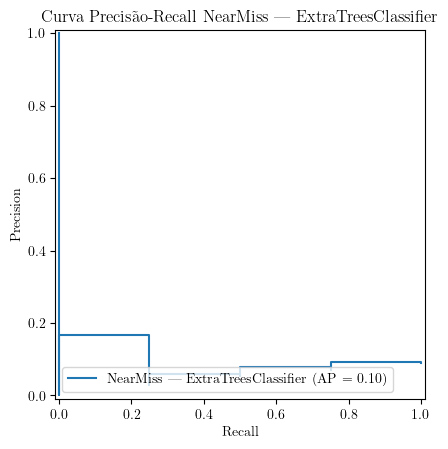 Curva Precisão-Recall NearMiss — ExtraTreesClassifier
1.0
0.8
0.6
0.4
0.2
0.0
Precision
NearMiss — ExtraTreesClassifier (AP = 0.10)
0.0 0.2 0.4 0.6 0.8 1.0
Recall